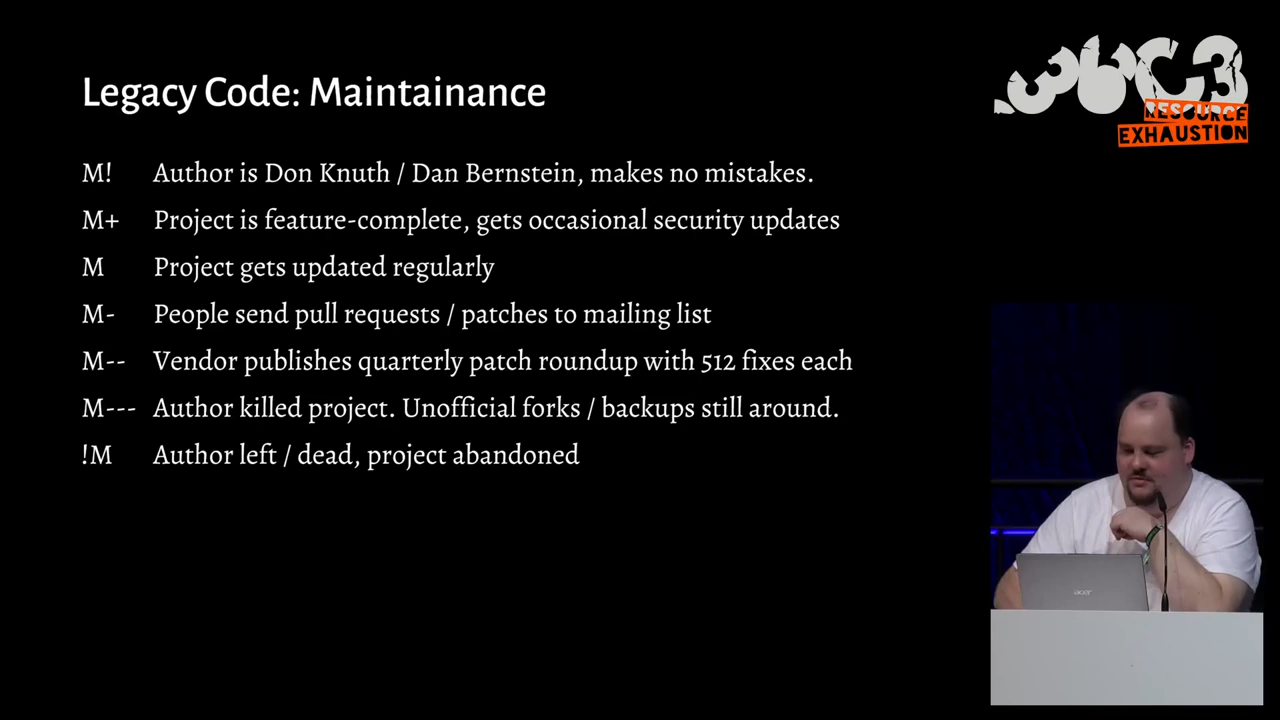 Legacy Code: Maintainance
36C3
RESOURCE
EXHAUSTION
M! Author is Don Knuth / Dan Bernstein, makes no mistakes.
M+ Project is feature-complete, gets occasional security updates
M Project gets updated regularly
M- People send pull requests / patches to mailing list
M-- Vendor publishes quarterly patch roundup with 512 fixes each
M--- Author killed project. Unofficial forks / backups still around.
!M Author left / dead, project abandoned
acer